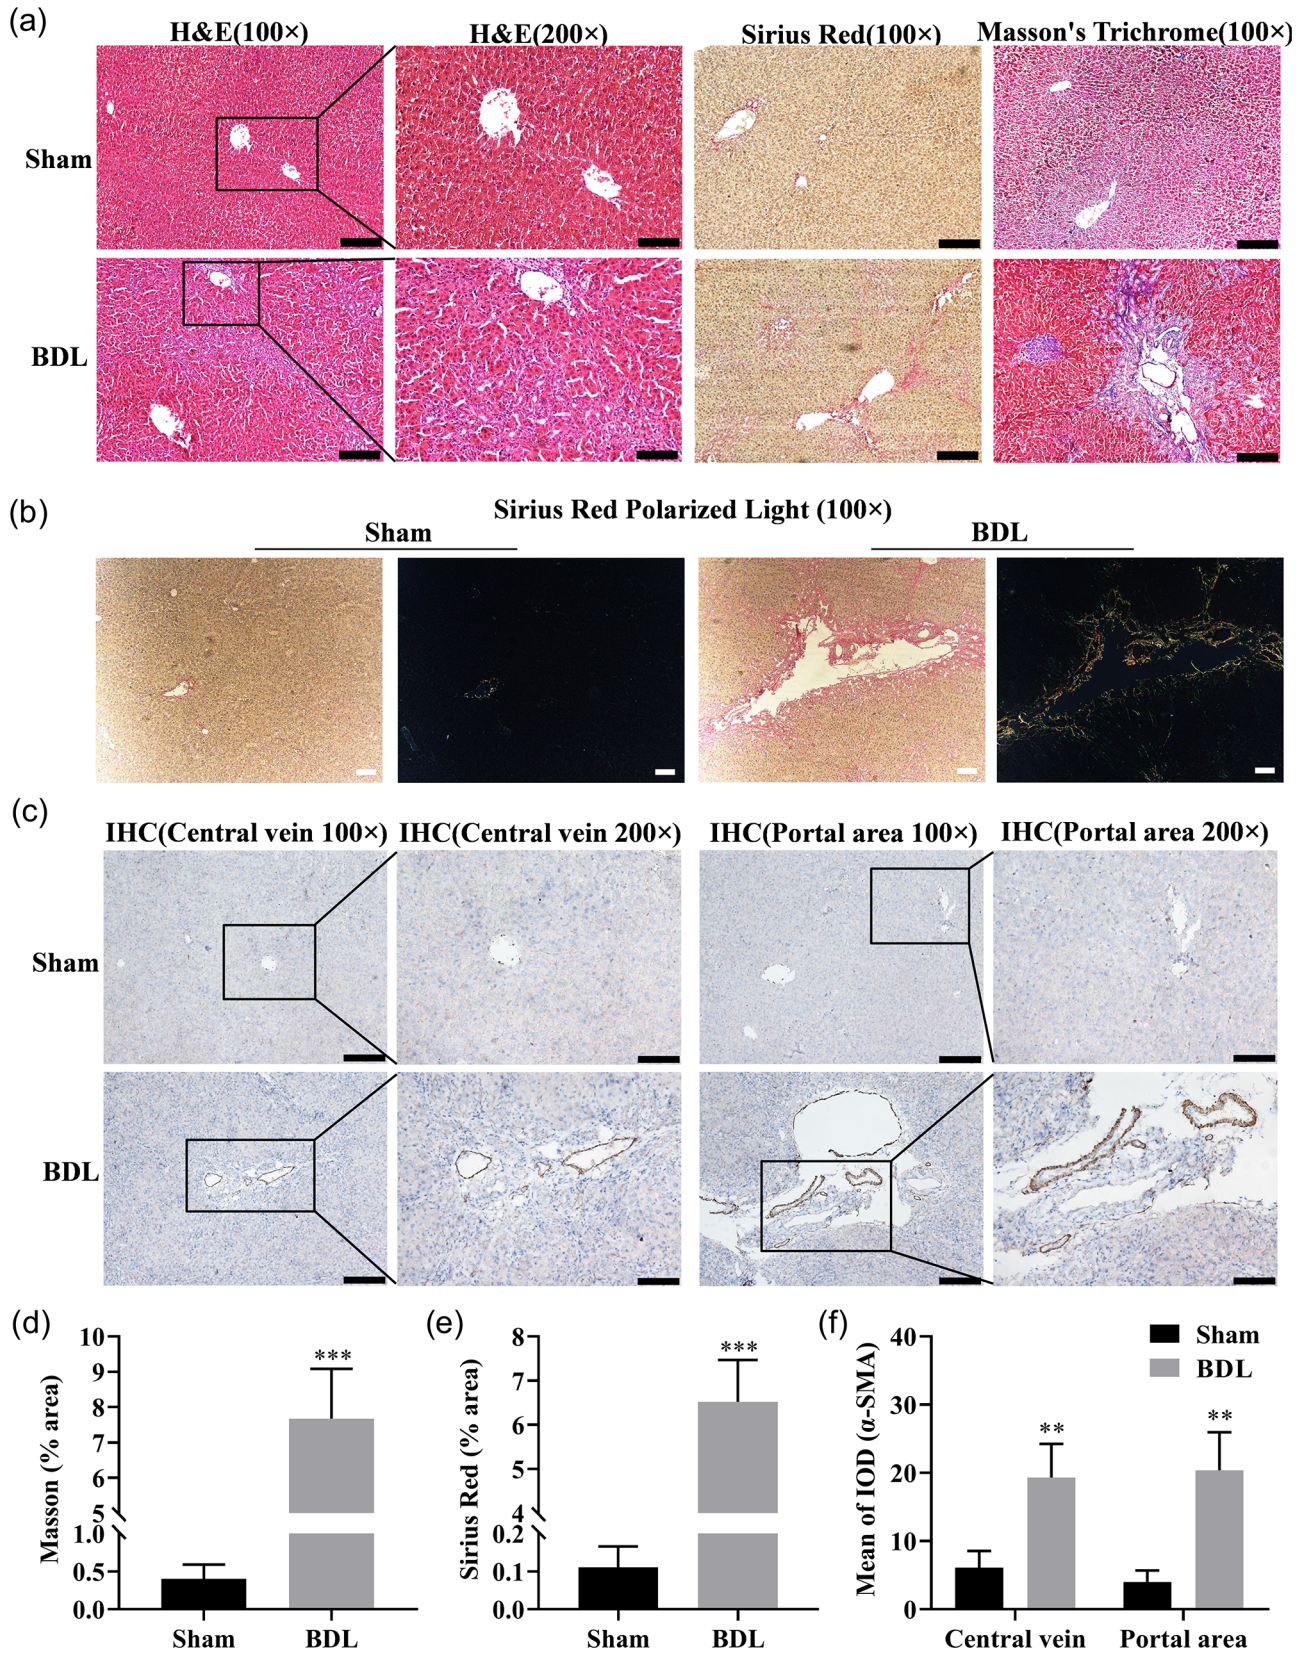 (a)
H&E(100×) H&E(200×) Sirius Red(100×) Masson's Trichrome(100×)
Sham
BDL
(b)
Sirius Red Polarized Light (100×)
Sham BDL
(c)
IHC(Central vein 100×) IHC(Central vein 200×) IHC(Portal area 100×) IHC(Portal area 200×)
Sham
BDL
(d)
Masson (% area)
10
9
8
7
6
5
1.0
0.5
0.0
***
Sham BDL
(e)
Sirius Red (% area)
8
7
6
5
4
0.2
0.1
0.0
***
Sham BDL
(f)
Mean of IOD (α-SMA)
40
30
20
10
0
Sham
BDL
** **
Central vein Portal area